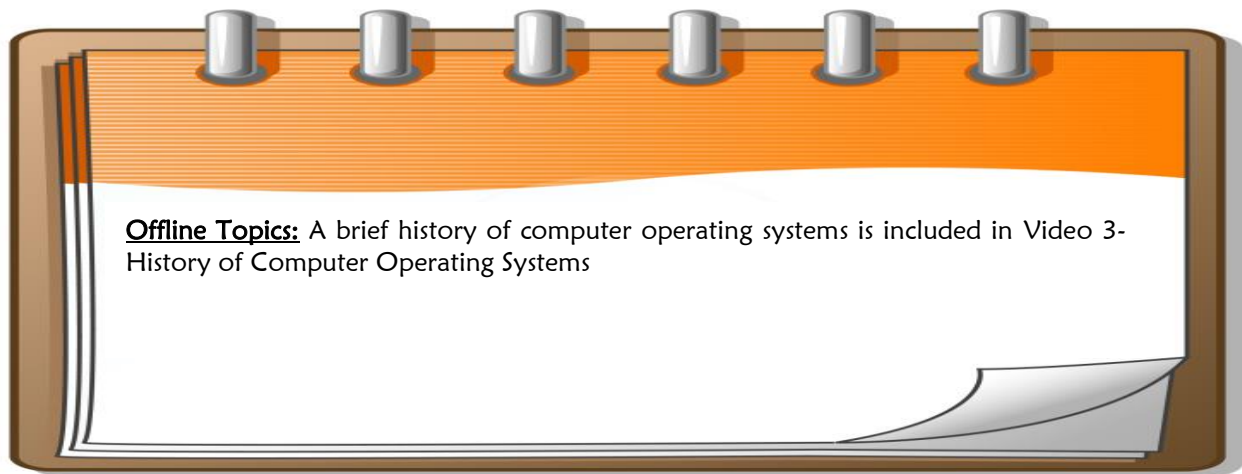 Offline Topics: A brief history of computer operating systems is included in Video 3-
History of Computer Operating Systems